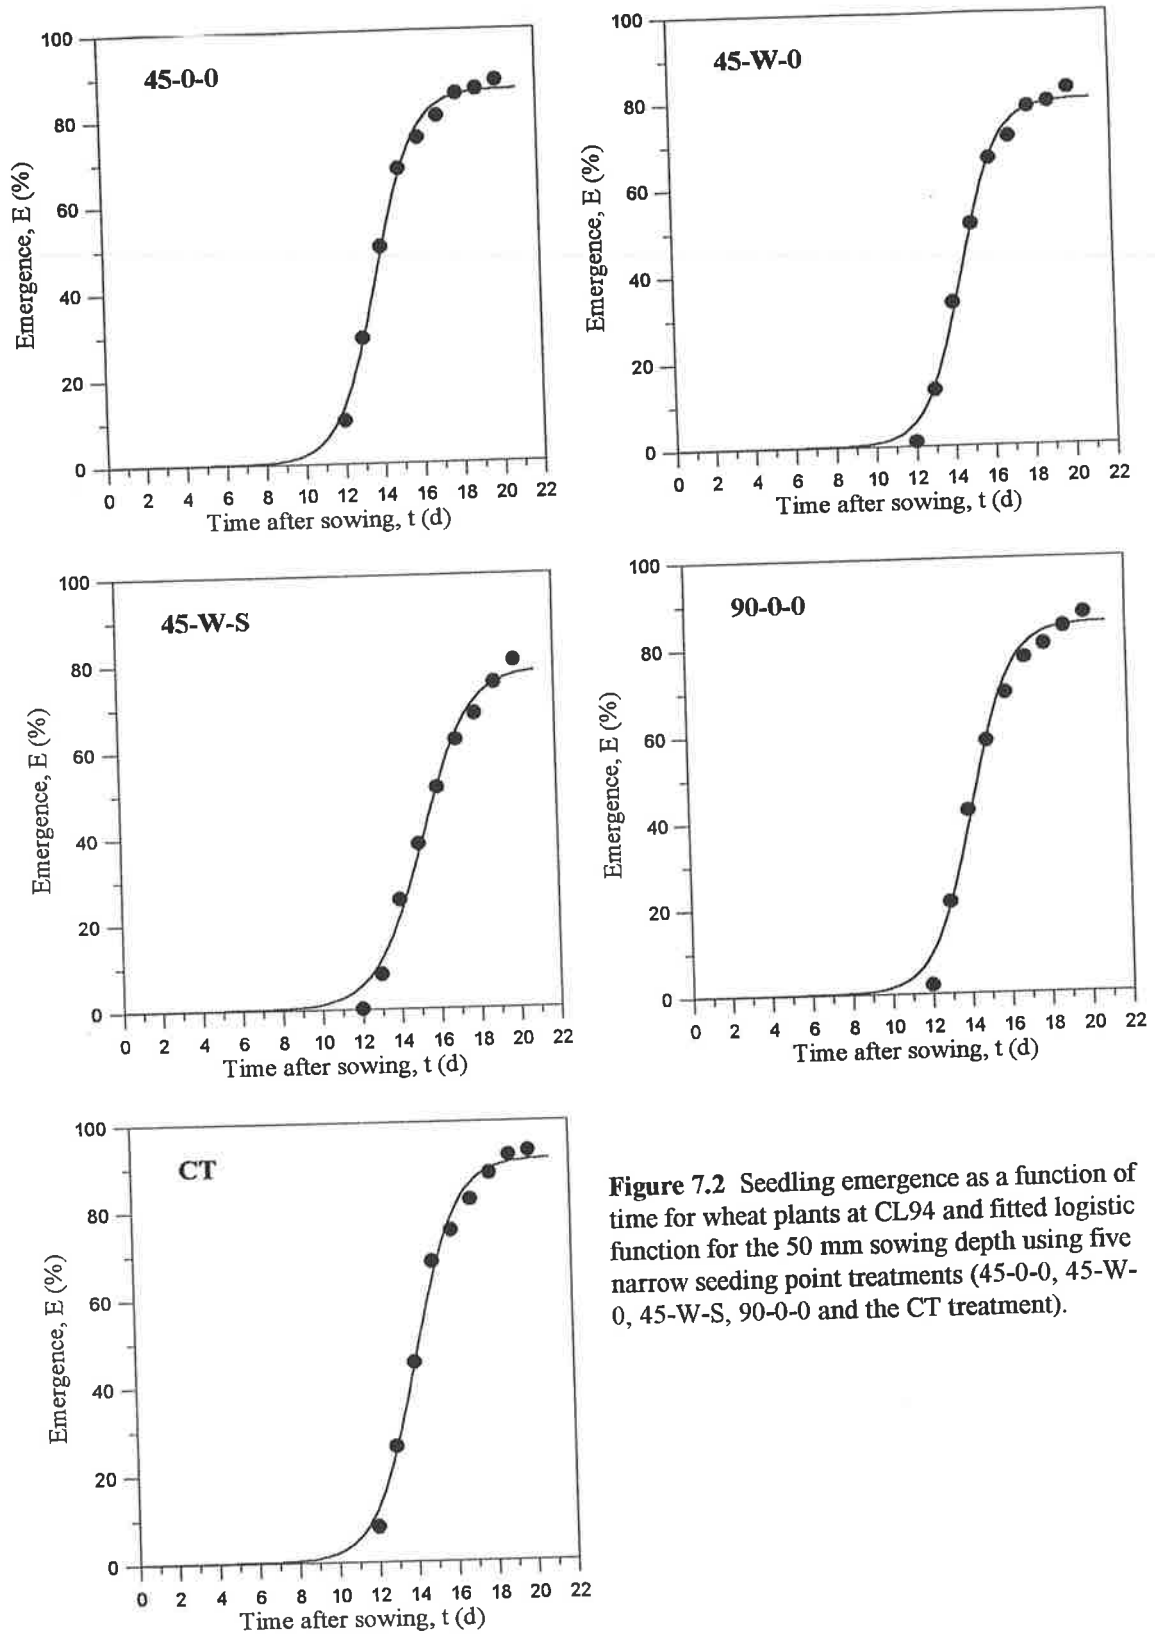 45-0-0
Emergence, E (%)
100
80
60
40
20
0
0 2 4 6 8 10 12 14 16 18 20 22
Time after sowing, t (d)
45-W-0
Emergence, E (%)
100
80
60
40
20
0
0 2 4 6 8 10 12 14 16 18 20 22
Time after sowing, t (d)
45-W-S
Emergence, E (%)
100
80
60
40
20
0
0 2 4 6 8 10 12 14 16 18 20 22
Time after sowing, t (d)
90-0-0
Emergence, E (%)
100
80
60
40
20
0
0 2 4 6 8 10 12 14 16 18 20 22
Time after sowing, t (d)
CT
Emergence, E (%)
100
80
60
40
20
0
0 2 4 6 8 10 12 14 16 18 20 22
Time after sowing, t (d)
Figure 7.2 Seedling emergence as a function of
time for wheat plants at CL94 and fitted logistic
function for the 50 mm sowing depth using five
narrow seeding point treatments (45-0-0, 45-W-
0, 45-W-S, 90-0-0 and the CT treatment).